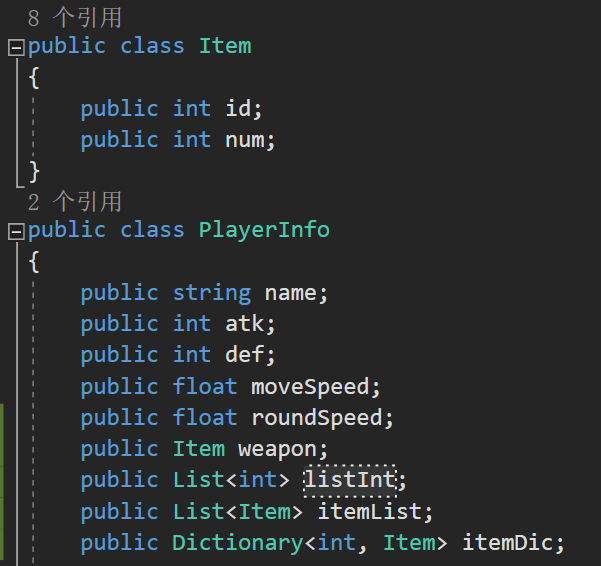 8 个引用
public class Item
{
public int id;
public int num;
}
2 个引用
public class PlayerInfo
{
public string name;
public int atk;
public int def;
public float moveSpeed;
public float roundSpeed;
public Item weapon;
public List<int> listInt;
public List<Item> itemList;
public Dictionary<int, Item> itemDic;